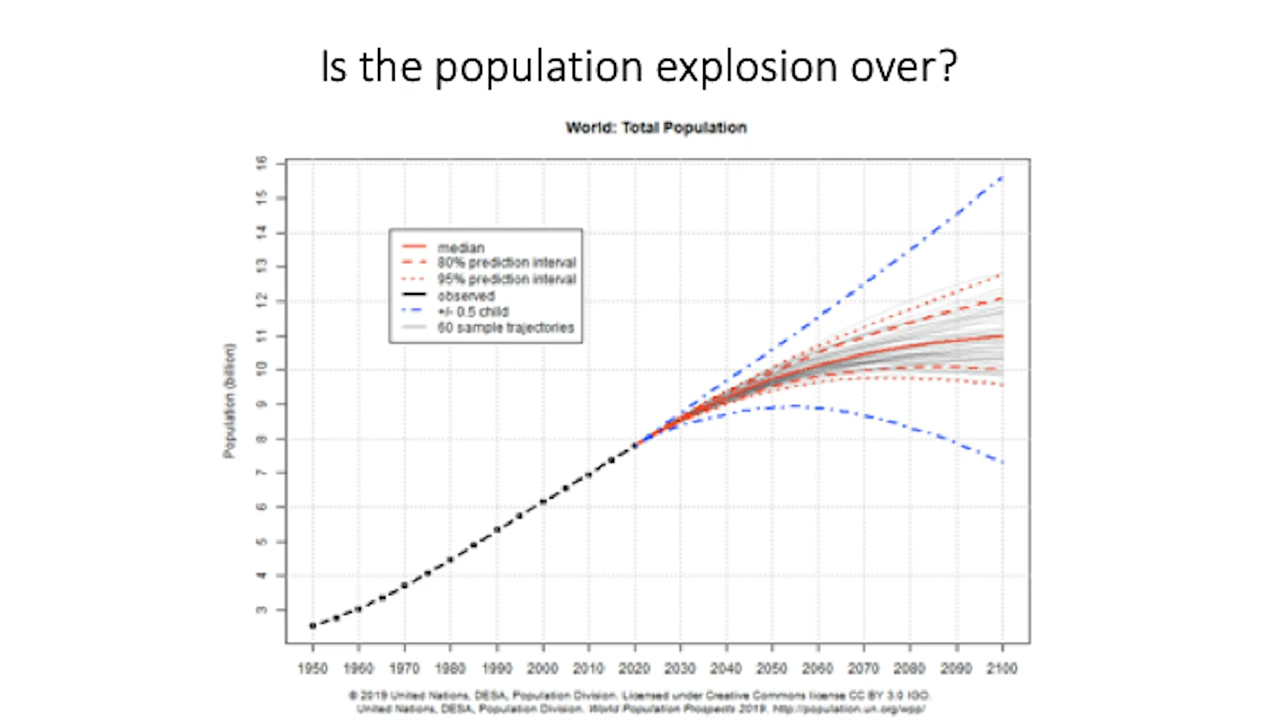 Is the population explosion over?
World: Total Population
16
15
14
13
12
11
10
9
8
7
6
5
4
3
Population (billion)
median
80% prediction interval
95% prediction interval
observed
+/- 0.5 child
60 sample trajectories
1950 1960 1970 1980 1990 2000 2010 2020 2030 2040 2050 2060 2070 2080 2090 2100
© 2019 United Nations, DESA, Population Division. Licensed under Creative Commons license CC BY 3.0 IGO.
United Nations, DESA, Population Division. World Population Prospects 2019. http://population.un.org/wpp/